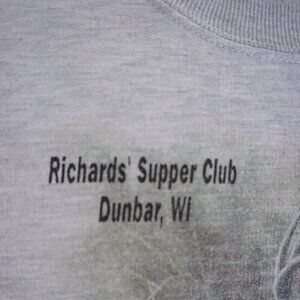 Richards' Supper Club
Dunbar, WI